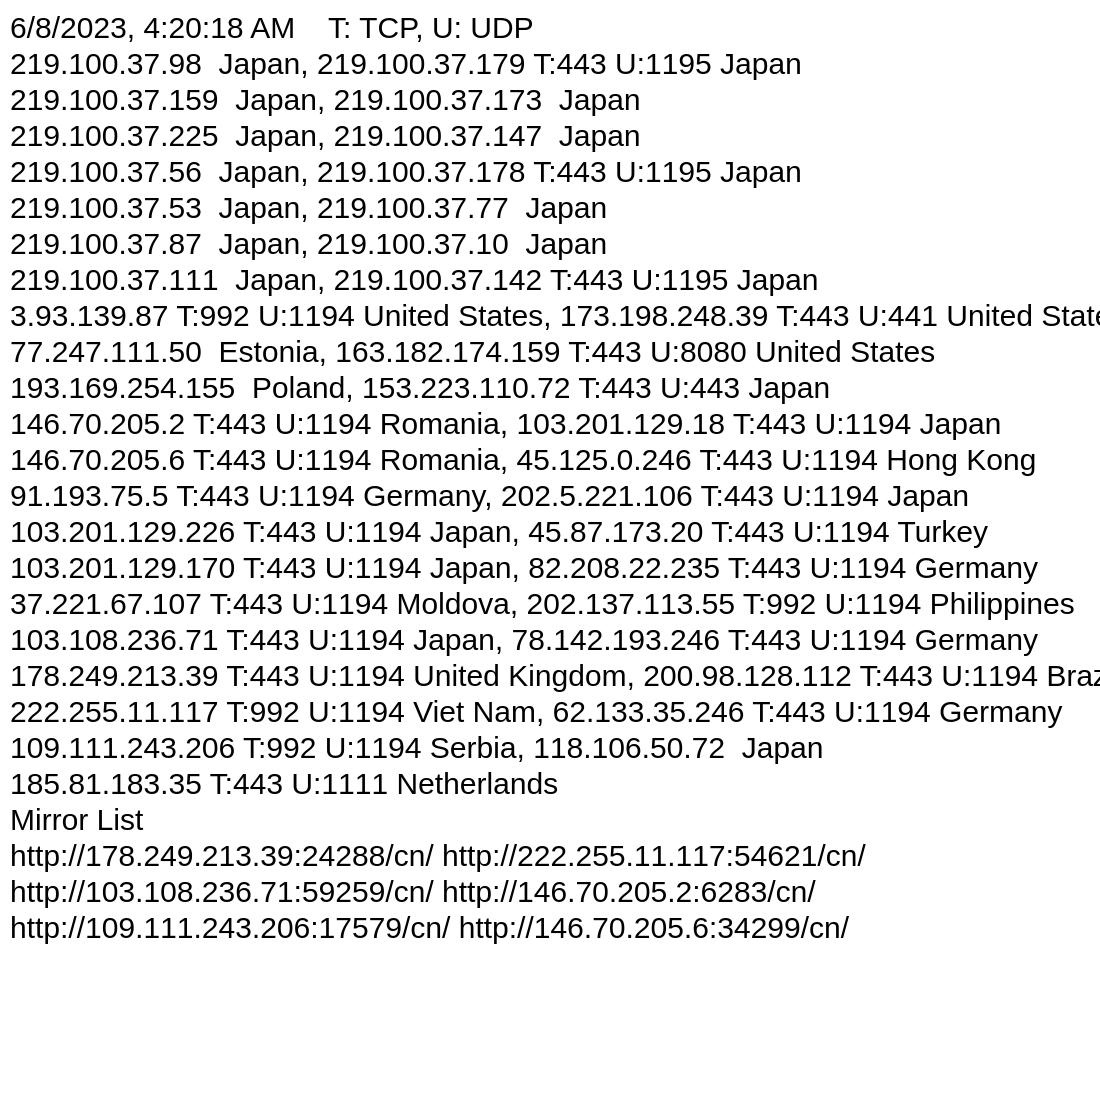 6/8/2023, 4:20:18 AM    T: TCP, U: UDP
219.100.37.98  Japan, 219.100.37.179 T:443 U:1195 Japan
219.100.37.159  Japan, 219.100.37.173  Japan
219.100.37.225  Japan, 219.100.37.147  Japan
219.100.37.56  Japan, 219.100.37.178 T:443 U:1195 Japan
219.100.37.53  Japan, 219.100.37.77  Japan
219.100.37.87  Japan, 219.100.37.10  Japan
219.100.37.111  Japan, 219.100.37.142 T:443 U:1195 Japan
3.93.139.87 T:992 U:1194 United States, 173.198.248.39 T:443 U:441 United State
77.247.111.50  Estonia, 163.182.174.159 T:443 U:8080 United States
193.169.254.155  Poland, 153.223.110.72 T:443 U:443 Japan
146.70.205.2 T:443 U:1194 Romania, 103.201.129.18 T:443 U:1194 Japan
146.70.205.6 T:443 U:1194 Romania, 45.125.0.246 T:443 U:1194 Hong Kong
91.193.75.5 T:443 U:1194 Germany, 202.5.221.106 T:443 U:1194 Japan
103.201.129.226 T:443 U:1194 Japan, 45.87.173.20 T:443 U:1194 Turkey
103.201.129.170 T:443 U:1194 Japan, 82.208.22.235 T:443 U:1194 Germany
37.221.67.107 T:443 U:1194 Moldova, 202.137.113.55 T:992 U:1194 Philippines
103.108.236.71 T:443 U:1194 Japan, 78.142.193.246 T:443 U:1194 Germany
178.249.213.39 T:443 U:1194 United Kingdom, 200.98.128.112 T:443 U:1194 Braz
222.255.11.117 T:992 U:1194 Viet Nam, 62.133.35.246 T:443 U:1194 Germany
109.111.243.206 T:992 U:1194 Serbia, 118.106.50.72  Japan
185.81.183.35 T:443 U:1111 Netherlands
Mirror List
http://178.249.213.39:24288/cn/ http://222.255.11.117:54621/cn/
http://103.108.236.71:59259/cn/ http://146.70.205.2:6283/cn/
http://109.111.243.206:17579/cn/ http://146.70.205.6:34299/cn/